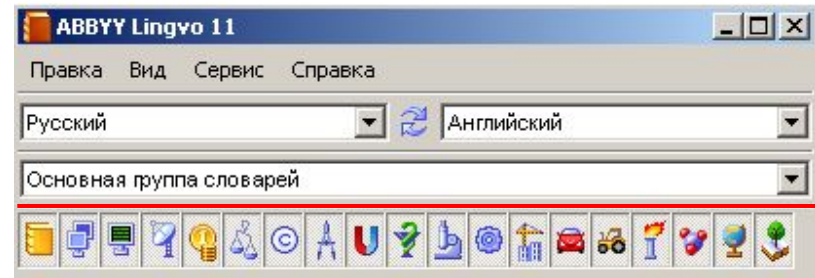 ABBYY Lingvo 11
Правка Вид Сервис Справка
Русский Английский
Основная группа словарей